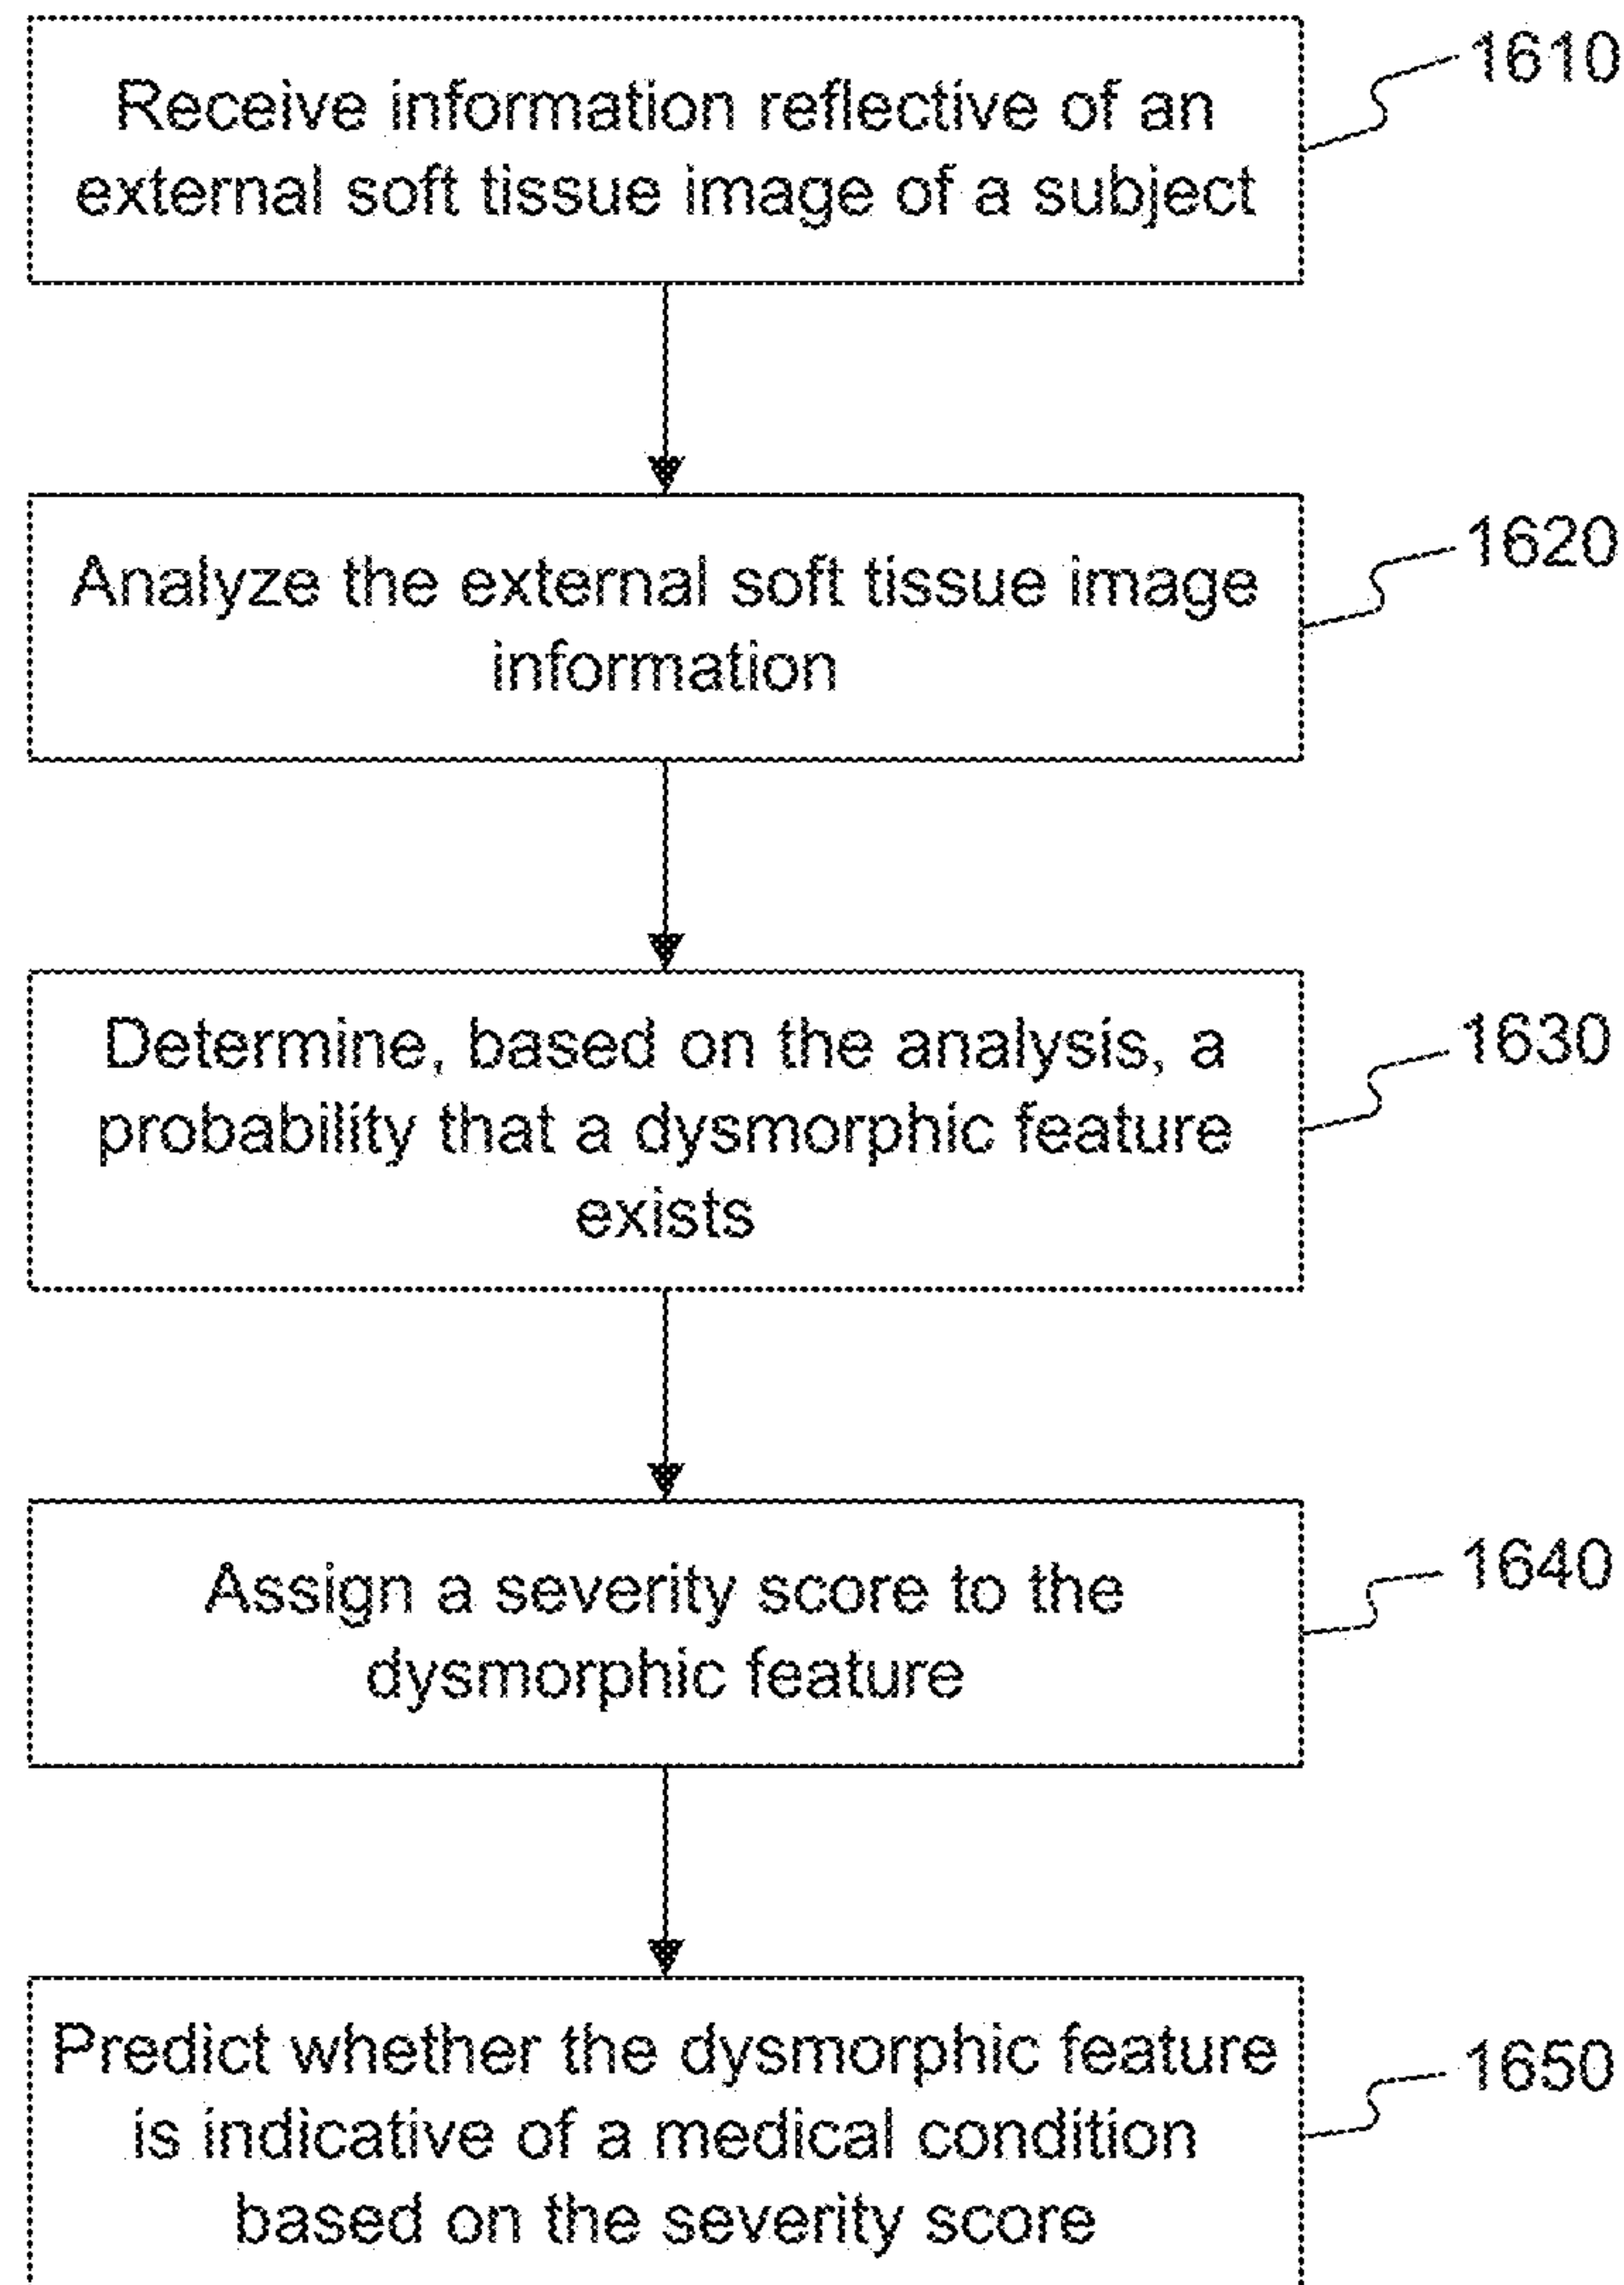 Receive information reflective of an
external soft tissue image of a subject
1610
Analyze the external soft tissue image
information
1620
Determine, based on the analysis, a
probability that a dysmorphic feature
exists
1630
Assign a severity score to the
dysmorphic feature
1640
Predict whether the dysmorphic feature
is indicative of a medical condition
based on the severity score
1650